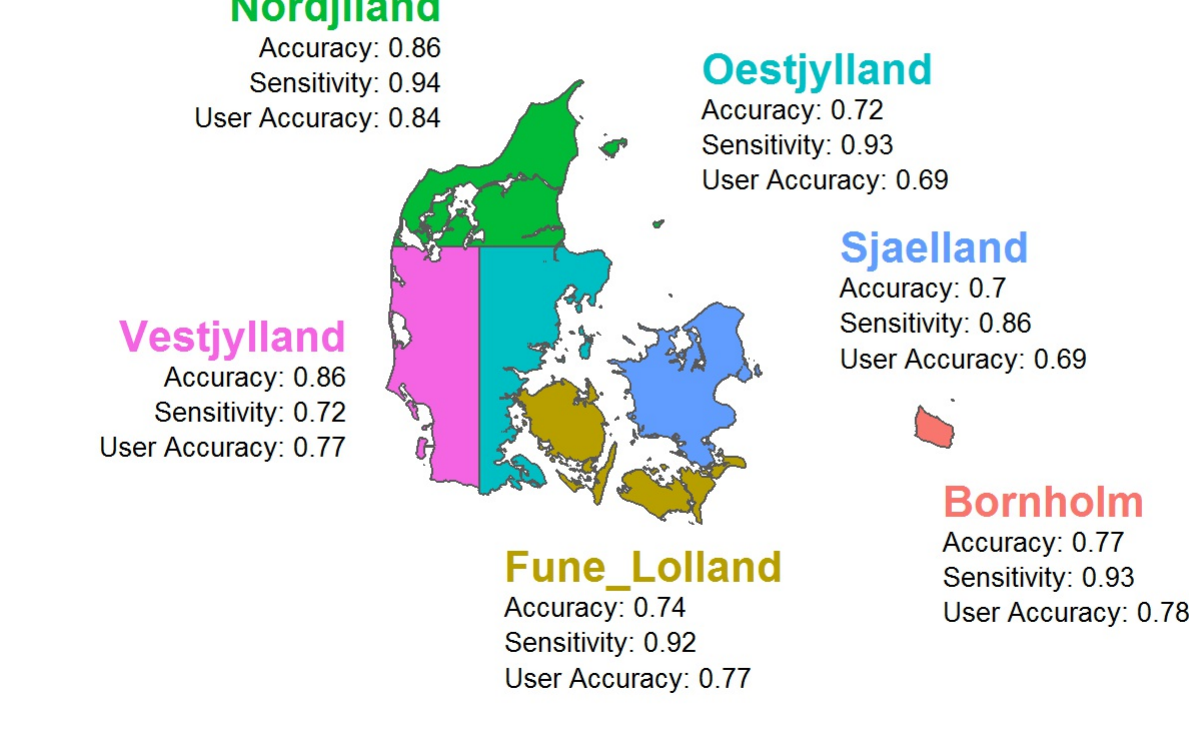 Nordjlland
Accuracy: 0.86
Sensitivity: 0.94
User Accuracy: 0.84
Oestjylland
Accuracy: 0.72
Sensitivity: 0.93
User Accuracy: 0.69
Sjaelland
Accuracy: 0.7
Sensitivity: 0.86
User Accuracy: 0.69
Vestjylland
Accuracy: 0.86
Sensitivity: 0.72
User Accuracy: 0.77
Bornholm
Accuracy: 0.77
Sensitivity: 0.93
User Accuracy: 0.78
Fune_Lolland
Accuracy: 0.74
Sensitivity: 0.92
User Accuracy: 0.77